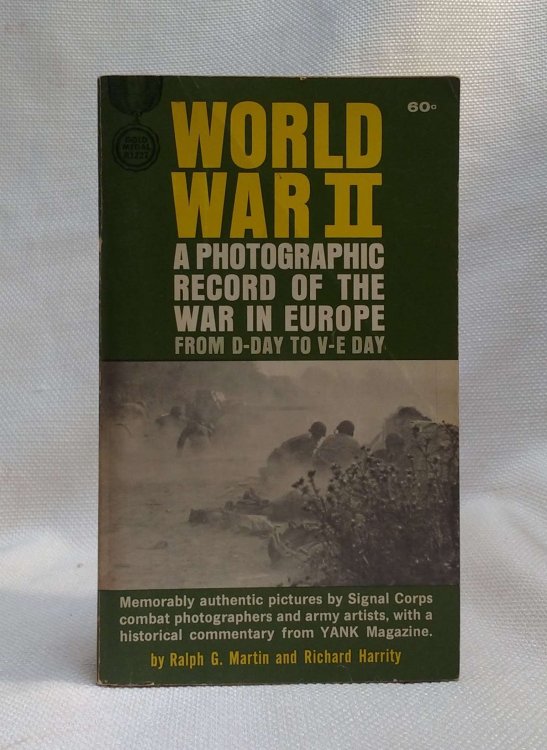 60¢
GOLD
MEDAL
WORLD
WAR II
A PHOTOGRAPHIC
RECORD OF THE
WAR IN EUROPE
FROM D-DAY TO V-E DAY
Memorably authentic pictures by Signal Corps
combat photographers and army artists, with a
historical commentary from YANK Magazine.
by Ralph G. Martin and Richard Harrity